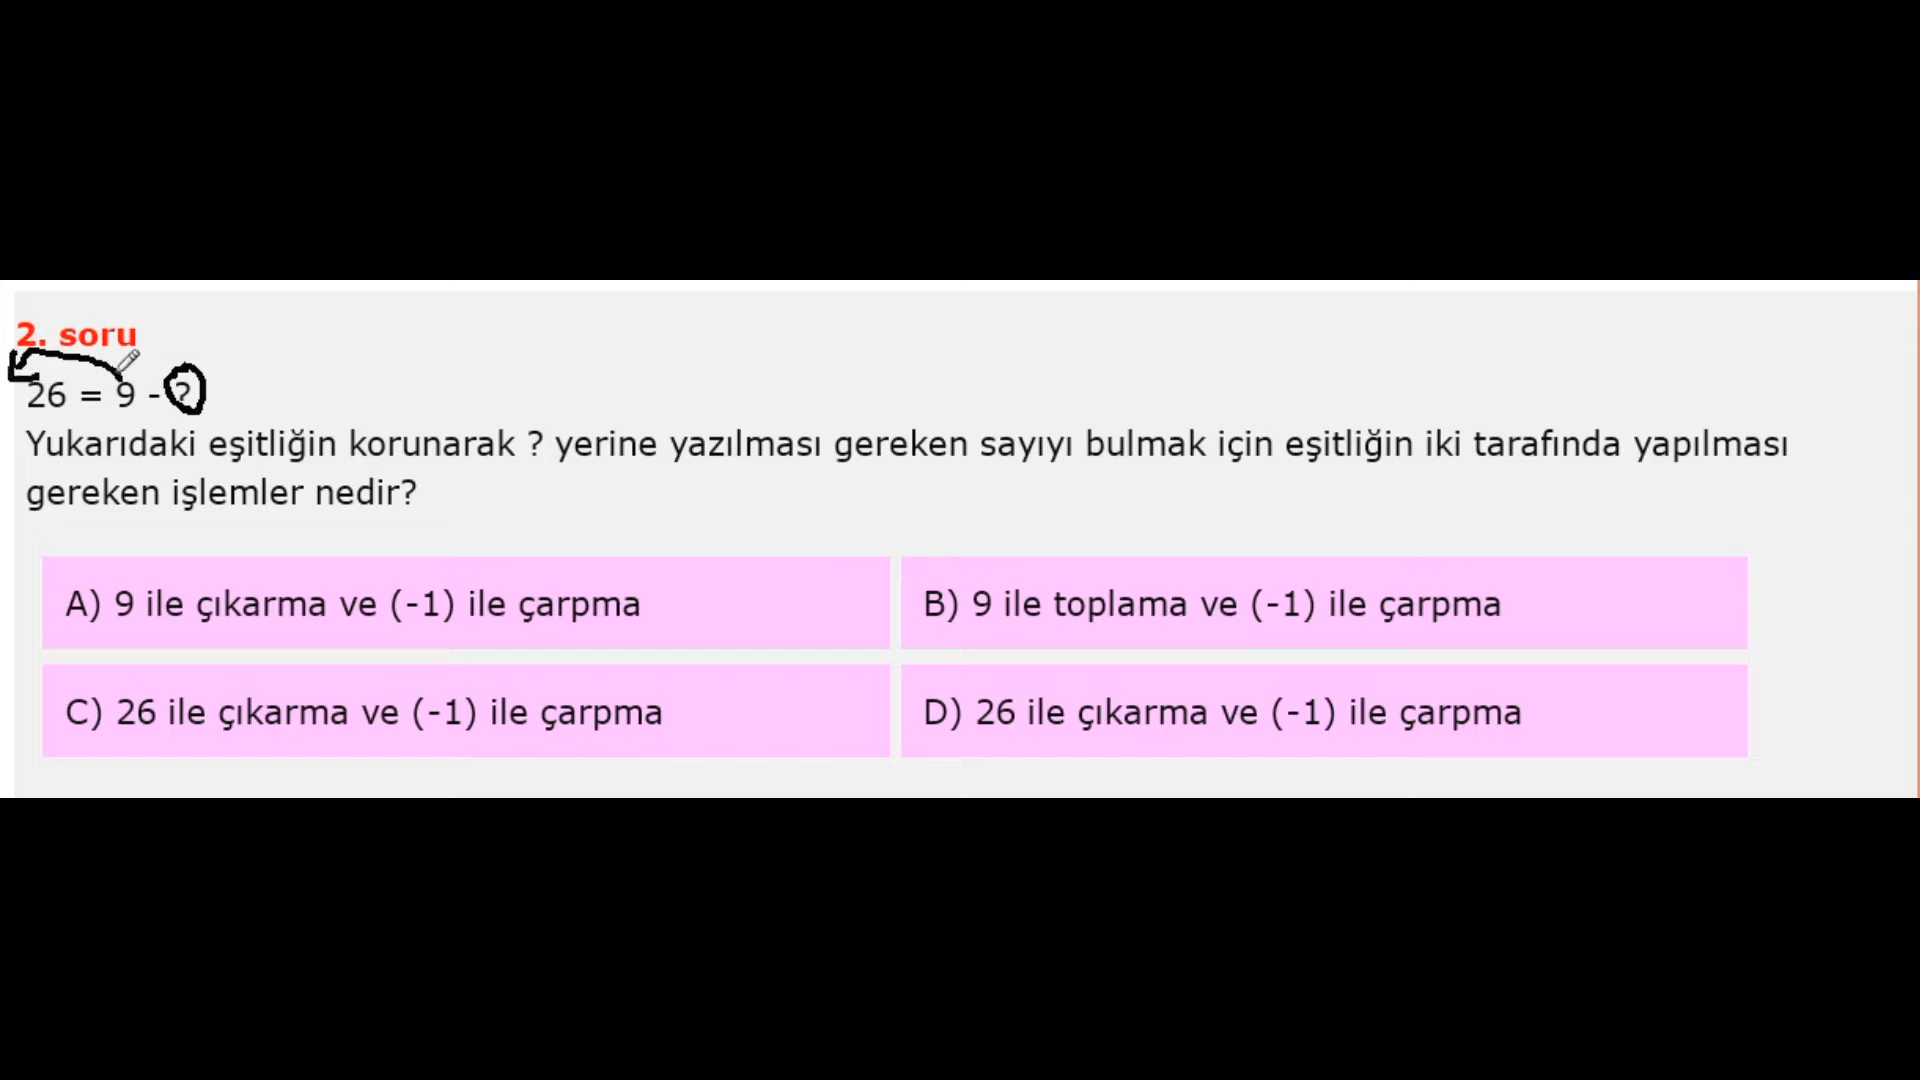 2. soru
26 = 9 - ?
Yukarıdaki eşitliğin korunarak ? yerine yazılması gereken sayıyı bulmak için eşitliğin iki tarafında yapılması
gereken işlemler nedir?
A) 9 ile çıkarma ve (-1) ile çarpma
B) 9 ile toplama ve (-1) ile çarpma
C) 26 ile çıkarma ve (-1) ile çarpma
D) 26 ile çıkarma ve (-1) ile çarpma